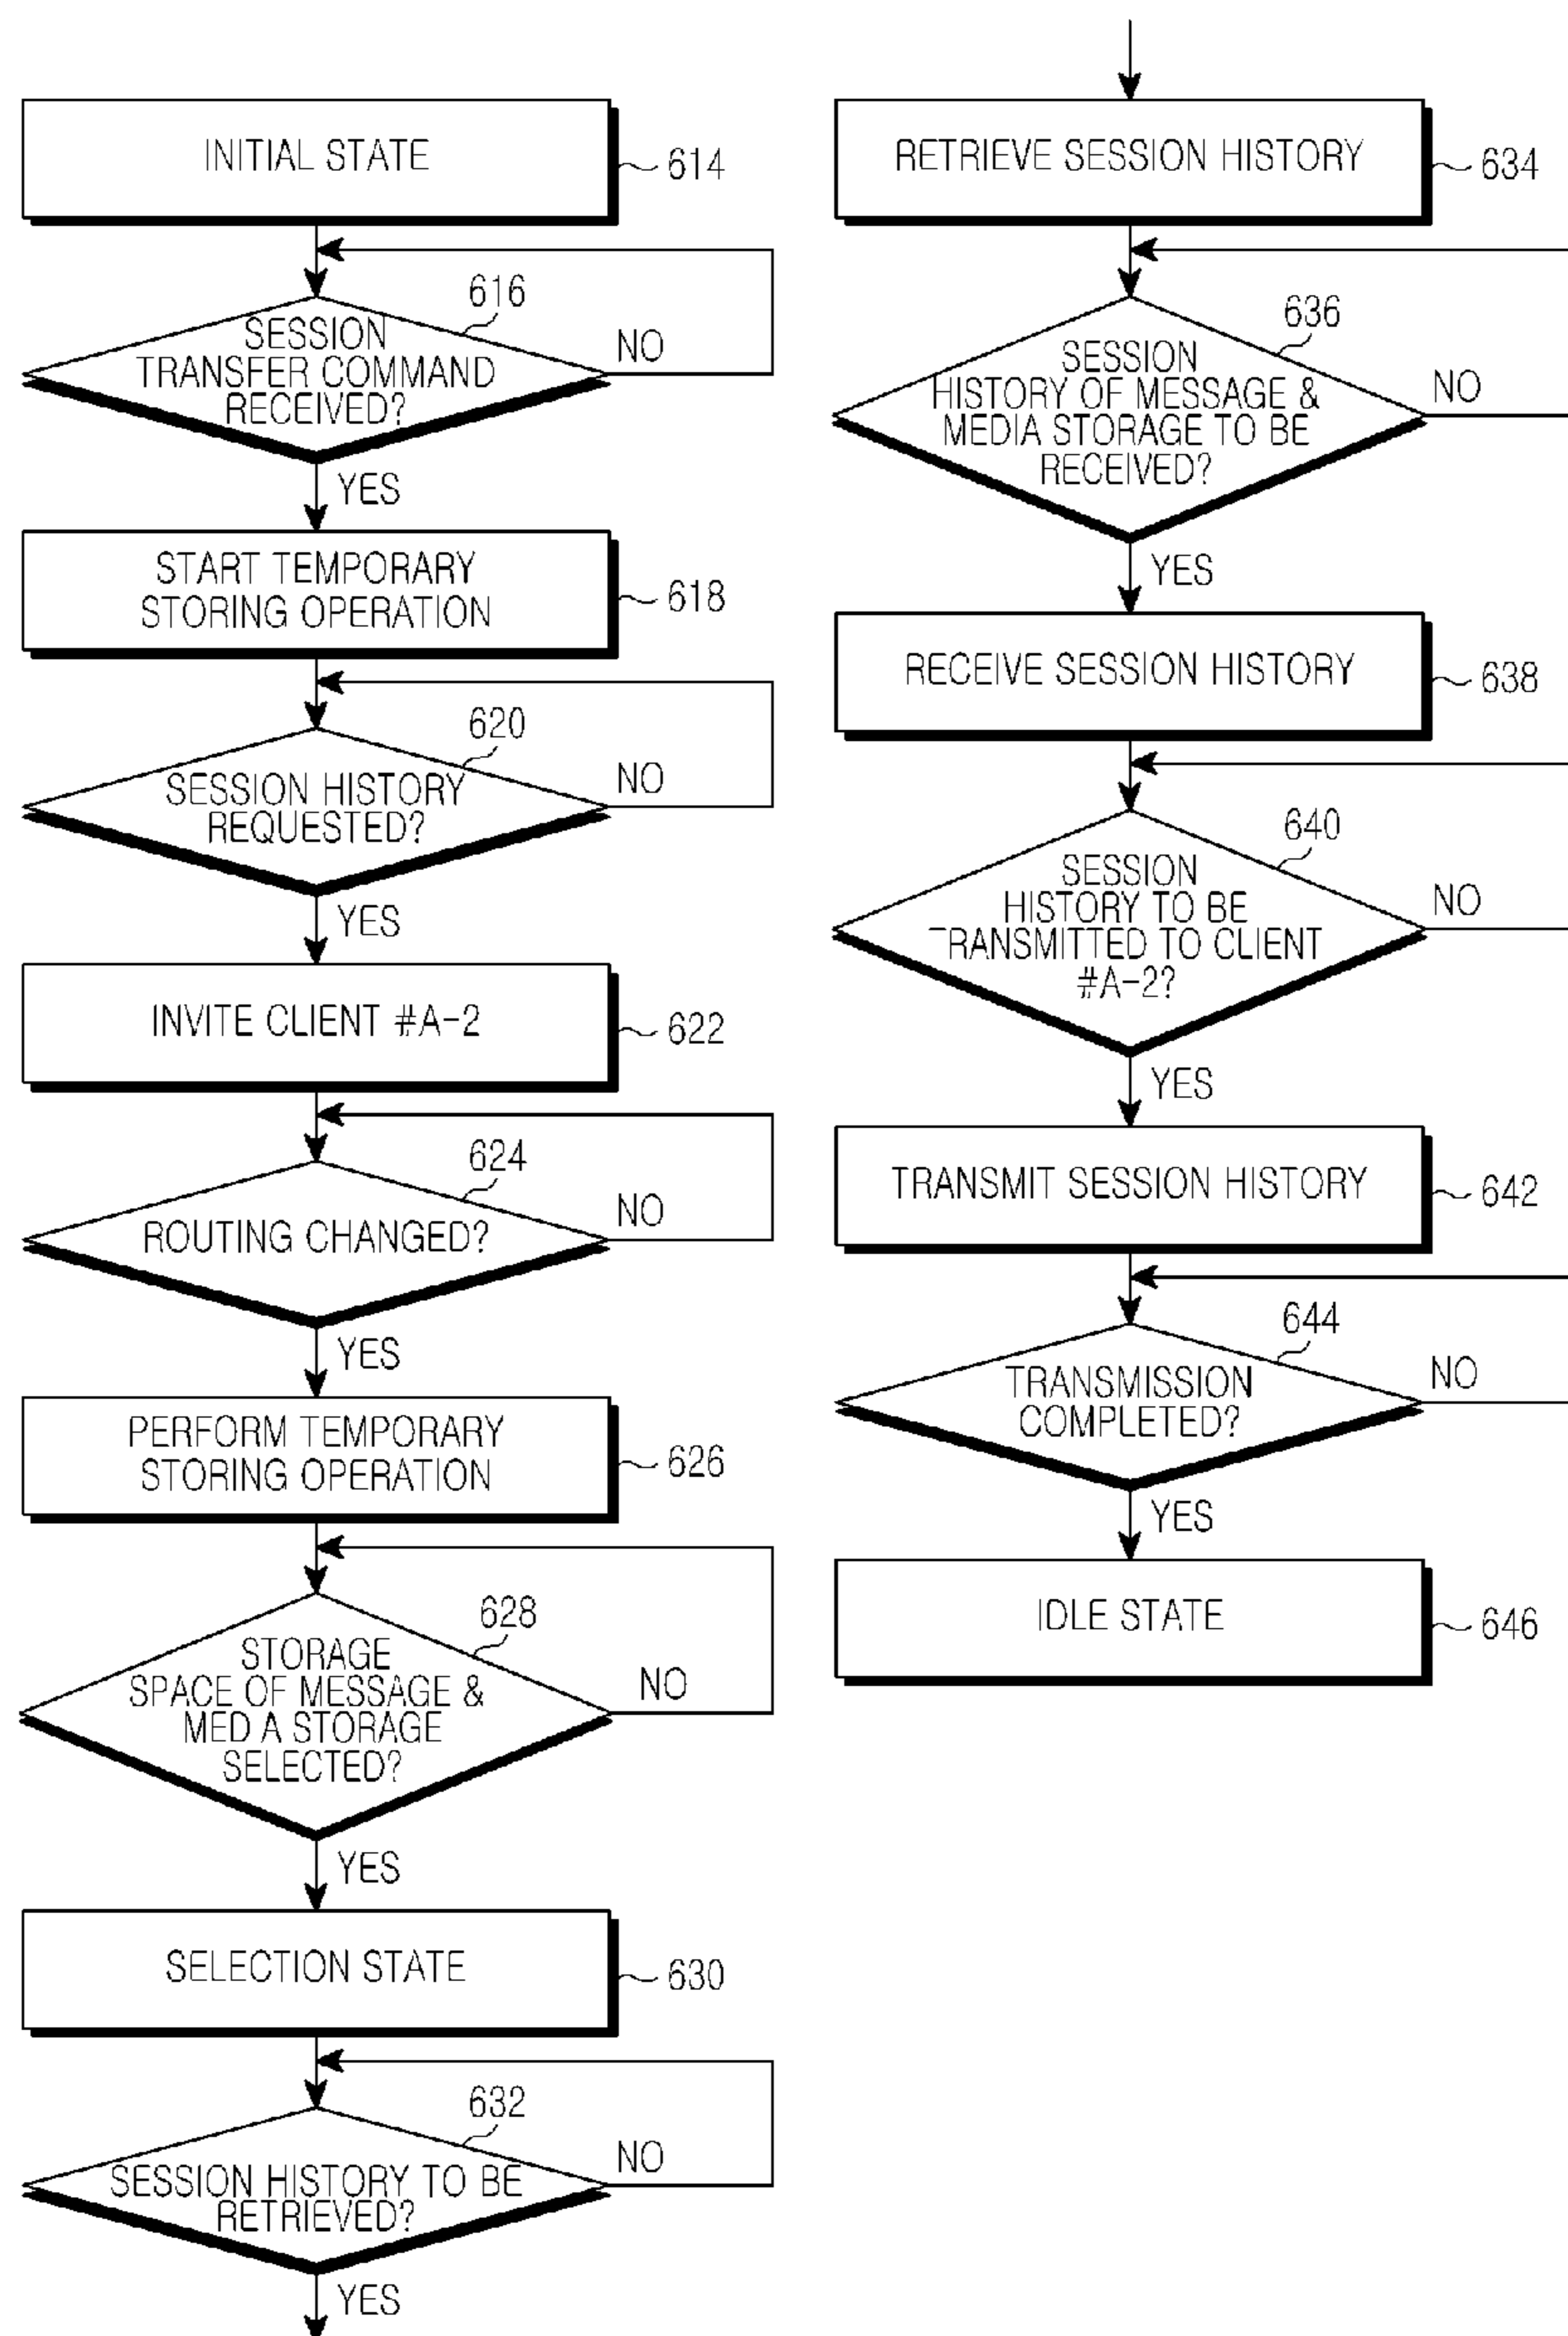 INITIAL STATE
614
616
SESSION
TRANSFER COMMAND
RECEIVED?
NO
YES
START TEMPORARY
STORING OPERATION
618
620
SESSION HISTORY
REQUESTED?
NO
YES
INVITE CLIENT #A-2
622
624
ROUTING CHANGED?
NO
YES
PERFORM TEMPORARY
STORING OPERATION
626
628
STORAGE
SPACE OF MESSAGE &
MED A STORAGE
SELECTED?
NO
YES
SELECTION STATE
630
632
SESSION HISTORY TO BE
RETRIEVED?
NO
YES
RETRIEVE SESSION HISTORY
634
636
SESSION
HISTORY OF MESSAGE &
MEDIA STORAGE TO BE
RECEIVED?
NO
YES
RECEIVE SESSION HISTORY
638
640
SESSION
HISTORY TO BE
TRANSMITTED TO CLIENT
#A-2?
NO
YES
TRANSMIT SESSION HISTORY
642
644
TRANSMISSION
COMPLETED?
NO
YES
IDLE STATE
646